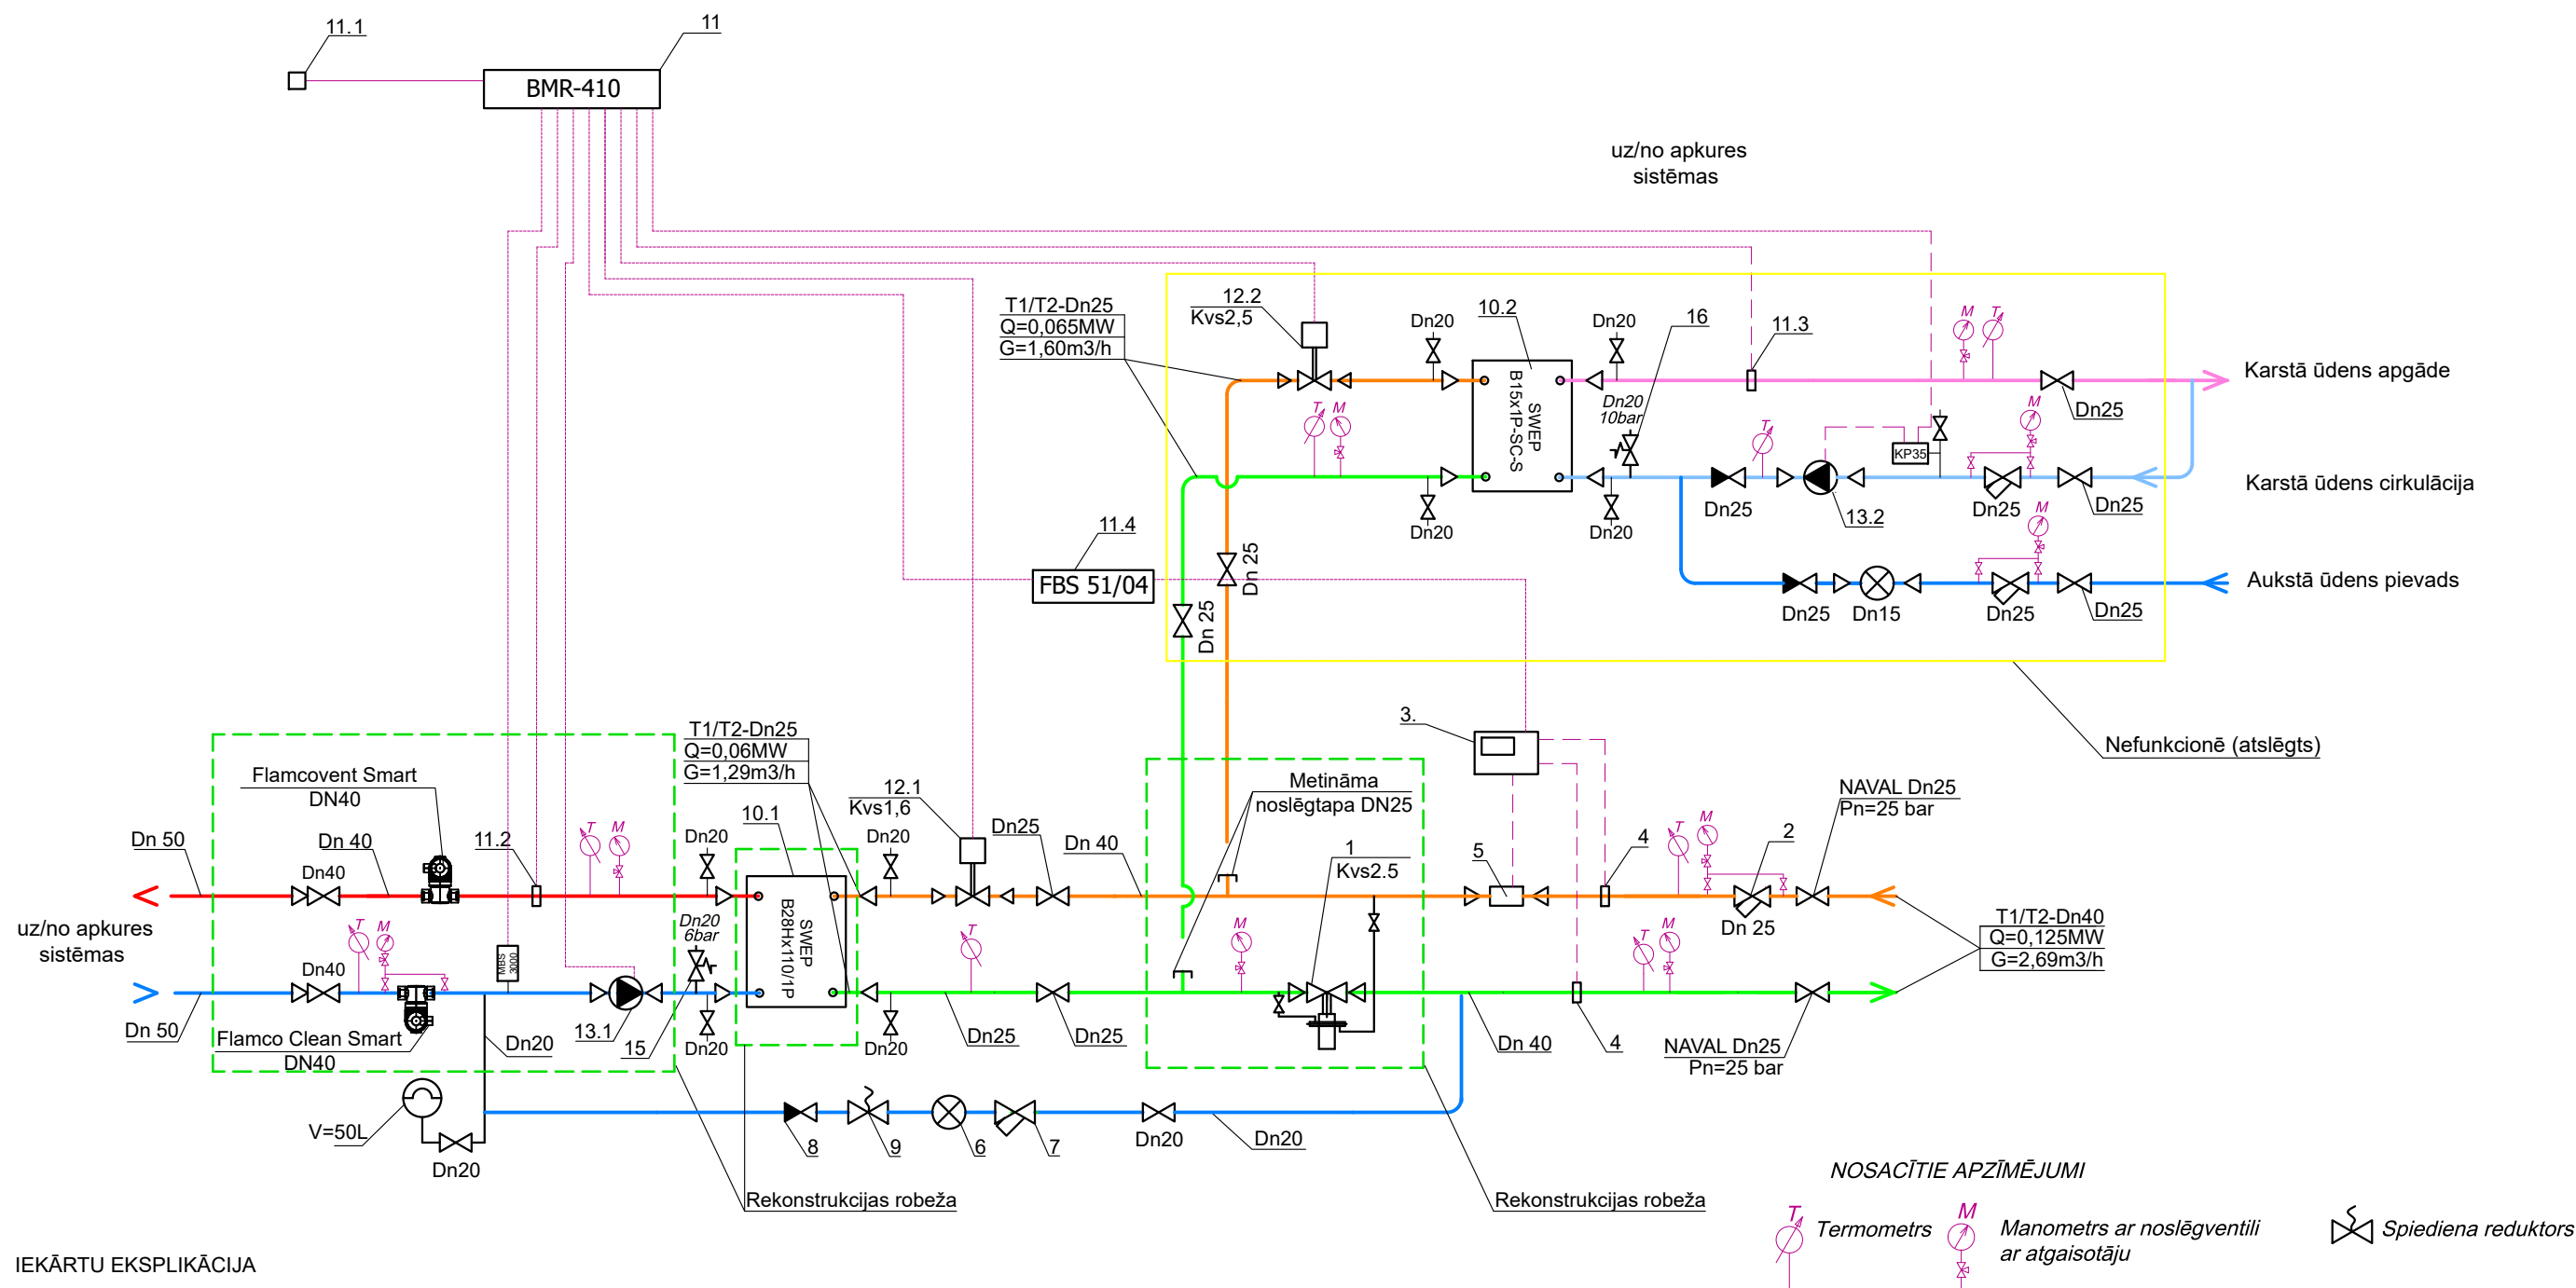 11.1
11
BMR-410
uz/no apkures
sistēmas
T1/T2-Dn25
Q=0,065MW
G=1,60m3/h
12.2
Kvs2,5
Dn20
10.2
Dn20
16
11.3
M
T
Karstā ūdens apgāde
SWEP
B15x1P-SC-S
Dn20
10bar
T
M
T
KP35
M
Dn25
Karstā ūdens cirkulācija
Dn20
Dn20
Dn25
13.2
Dn25
Dn25
M
11.4
FBS 51/04
Dn 25
Dn 25
Aukstā ūdens pievads
Dn25
Dn15
Dn25
Dn25
Nefunkcionē (atslēgts)
T1/T2-Dn25
Q=0,06MW
G=1,29m3/h
3.
Flamcovent Smart
DN40
12.1
Kvs1,6
Metināma
noslēgtapa DN25
NAVAL Dn25
Pn=25 bar
Dn 50
Dn 40
11.2
T
M
Dn20
10.1
Dn20
Dn25
Dn 40
1
Kvs2.5
5
4
T
M
2
Dn40
uz/no apkures
sistēmas
Dn 25
T1/T2-Dn40
Q=0,125MW
G=2,69m3/h
T
M
MBS
3000
Dn20
6bar
SWEP
B28Hx110/1P
T
M
T
M
Dn40
Dn 50
Flamco Clean Smart
DN40
Dn20
13.1
15
Dn20
Dn20
Dn25
Dn25
Dn 40
4
NAVAL Dn25
Pn=25 bar
V=50L
Dn20
8
9
6
7
Dn20
Dn20
Rekonstrukcijas robeža
Rekonstrukcijas robeža
NOSACĪTIE APZĪMĒJUMI
T
Termometrs
M
Manometrs ar noslēgventili
ar atgaisotāju
Spiediena reduktors
IEKĀRTU EKSPLIKĀCIJA